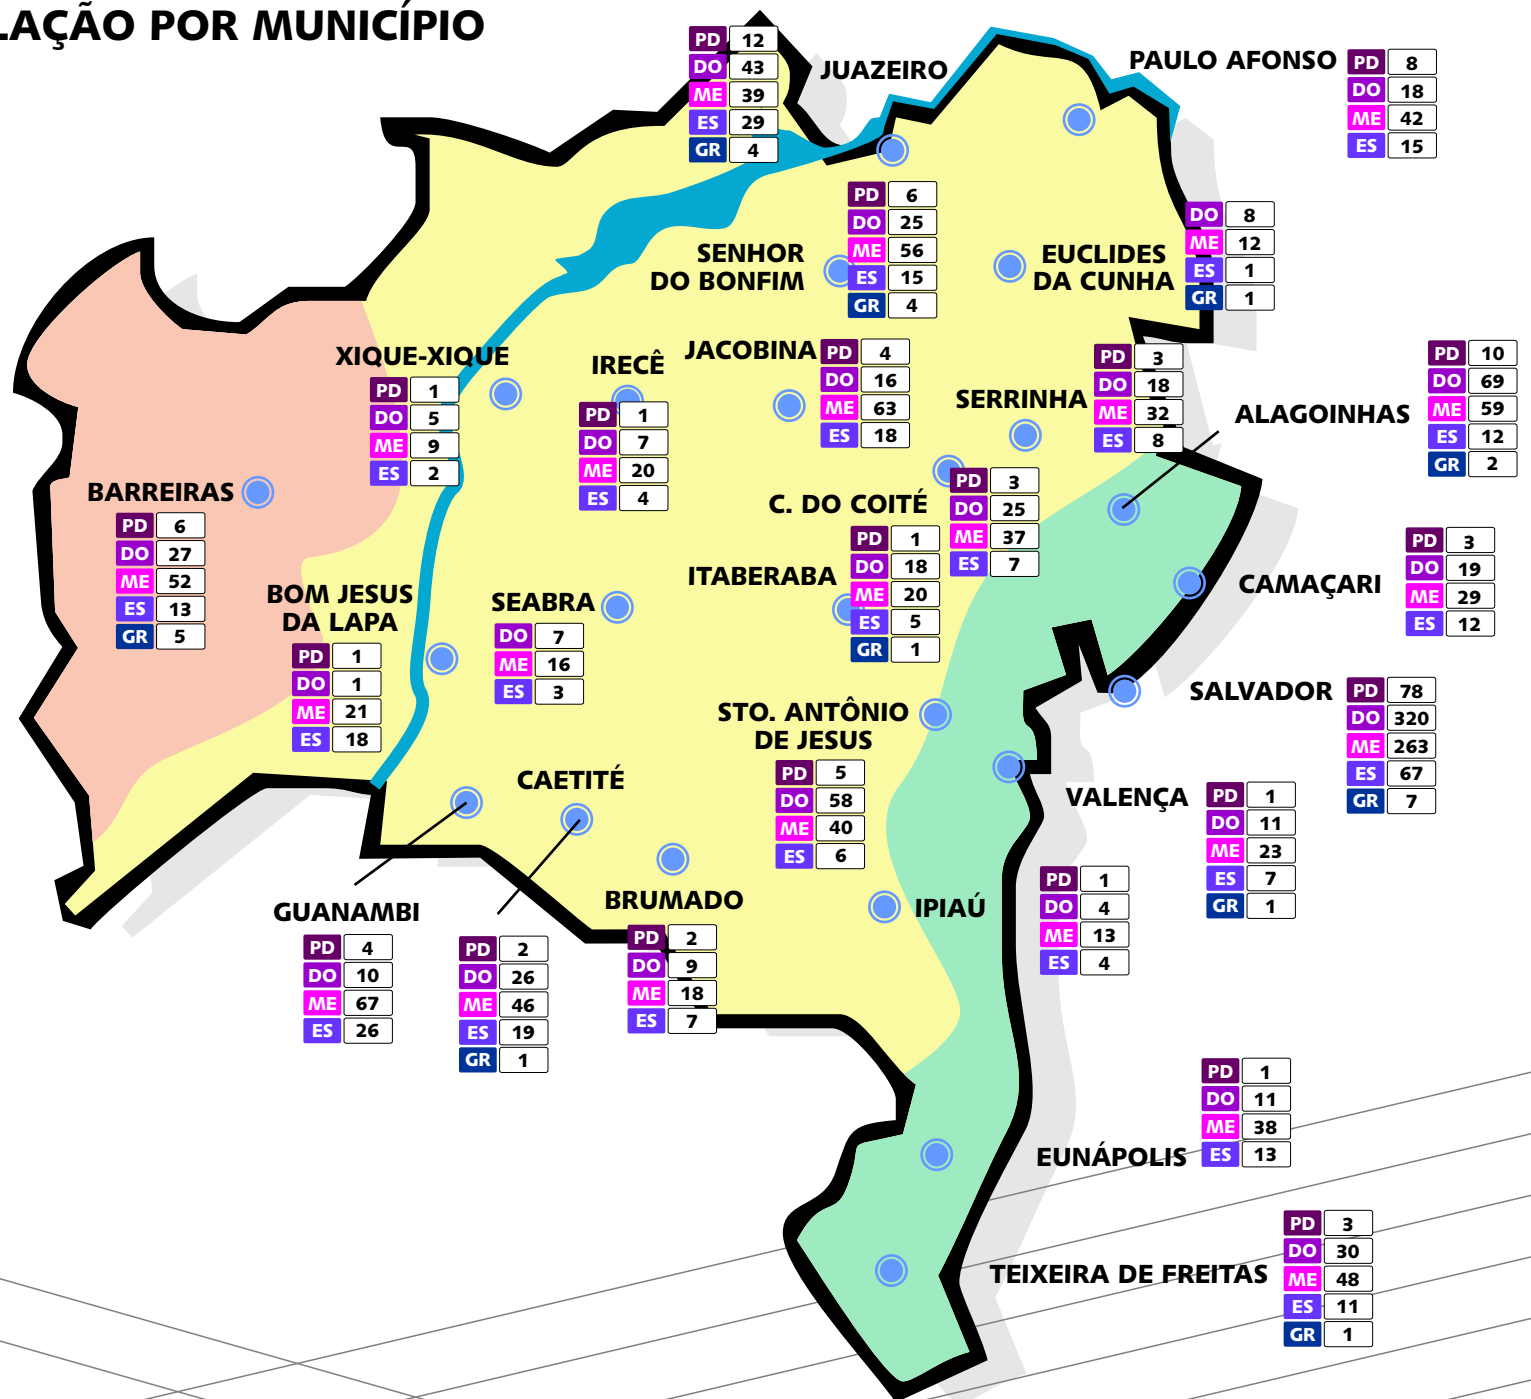 LAÇÃO POR MUNICÍPIO
PD 12
DO 43
ME 39
ES 29
GR 4
JUAZEIRO
PAULO AFONSO
PD 8
DO 18
ME 42
ES 15
SENHOR
DO BONFIM
PD 6
DO 25
ME 56
ES 15
GR 4
EUCLIDES
DA CUNHA
DO 8
ME 12
ES 1
GR 1
XIQUE-XIQUE
PD 1
DO 5
ME 9
ES 2
IRECÊ
PD 1
DO 7
ME 20
ES 4
JACOBINA
PD 4
DO 16
ME 63
ES 18
SERRINHA
PD 3
DO 18
ME 32
ES 8
ALAGOINHAS
PD 10
DO 69
ME 59
ES 12
GR 2
BARREIRAS
PD 6
DO 27
ME 52
ES 13
GR 5
C. DO COITÉ
PD 3
DO 25
ME 37
ES 7
ITABERABA
PD 1
DO 18
ME 20
ES 5
GR 1
CAMAÇARI
PD 3
DO 19
ME 29
ES 12
BOM JESUS
DA LAPA
PD 1
DO 1
ME 21
ES 18
SEABRA
DO 7
ME 16
ES 3
SALVADOR
PD 78
DO 320
ME 263
ES 67
GR 7
STO. ANTÔNIO
DE JESUS
PD 5
DO 58
ME 40
ES 6
VALENÇA
PD 1
DO 11
ME 23
ES 7
GR 1
CAETITÉ
PD 2
DO 26
ME 46
ES 19
GR 1
GUANAMBI
PD 4
DO 10
ME 67
ES 26
BRUMADO
PD 2
DO 9
ME 18
ES 7
IPIAÚ
PD 1
DO 4
ME 13
ES 4
EUNÁPOLIS
PD 1
DO 11
ME 38
ES 13
TEIXEIRA DE FREITAS
PD 3
DO 30
ME 48
ES 11
GR 1